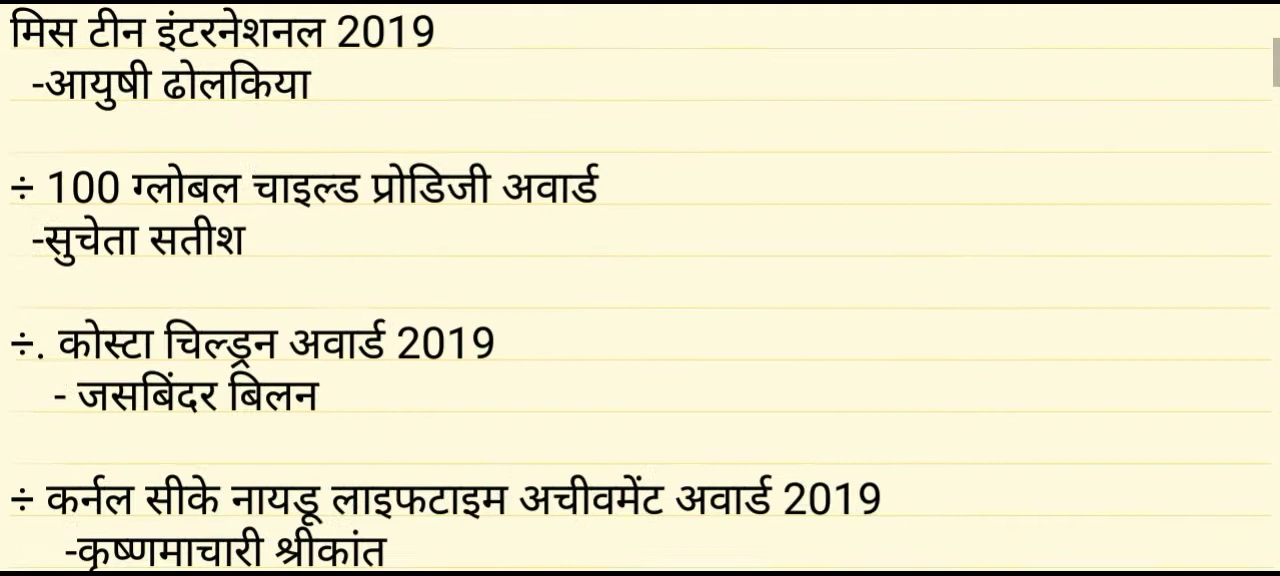 मिस टीन इंटरनेशनल 2019
-आयुषी ढोलकिया
÷ 100 ग्लोबल चाइल्ड प्रोडिजी अवार्ड
-सुचेता सतीश
÷. कोस्टा चिल्ड्रन अवार्ड 2019
- जसबिंदर बिलन
÷ कर्नल सीके नायडू लाइफटाइम अचीवमेंट अवार्ड 2019
-कृष्णमाचारी श्रीकांत